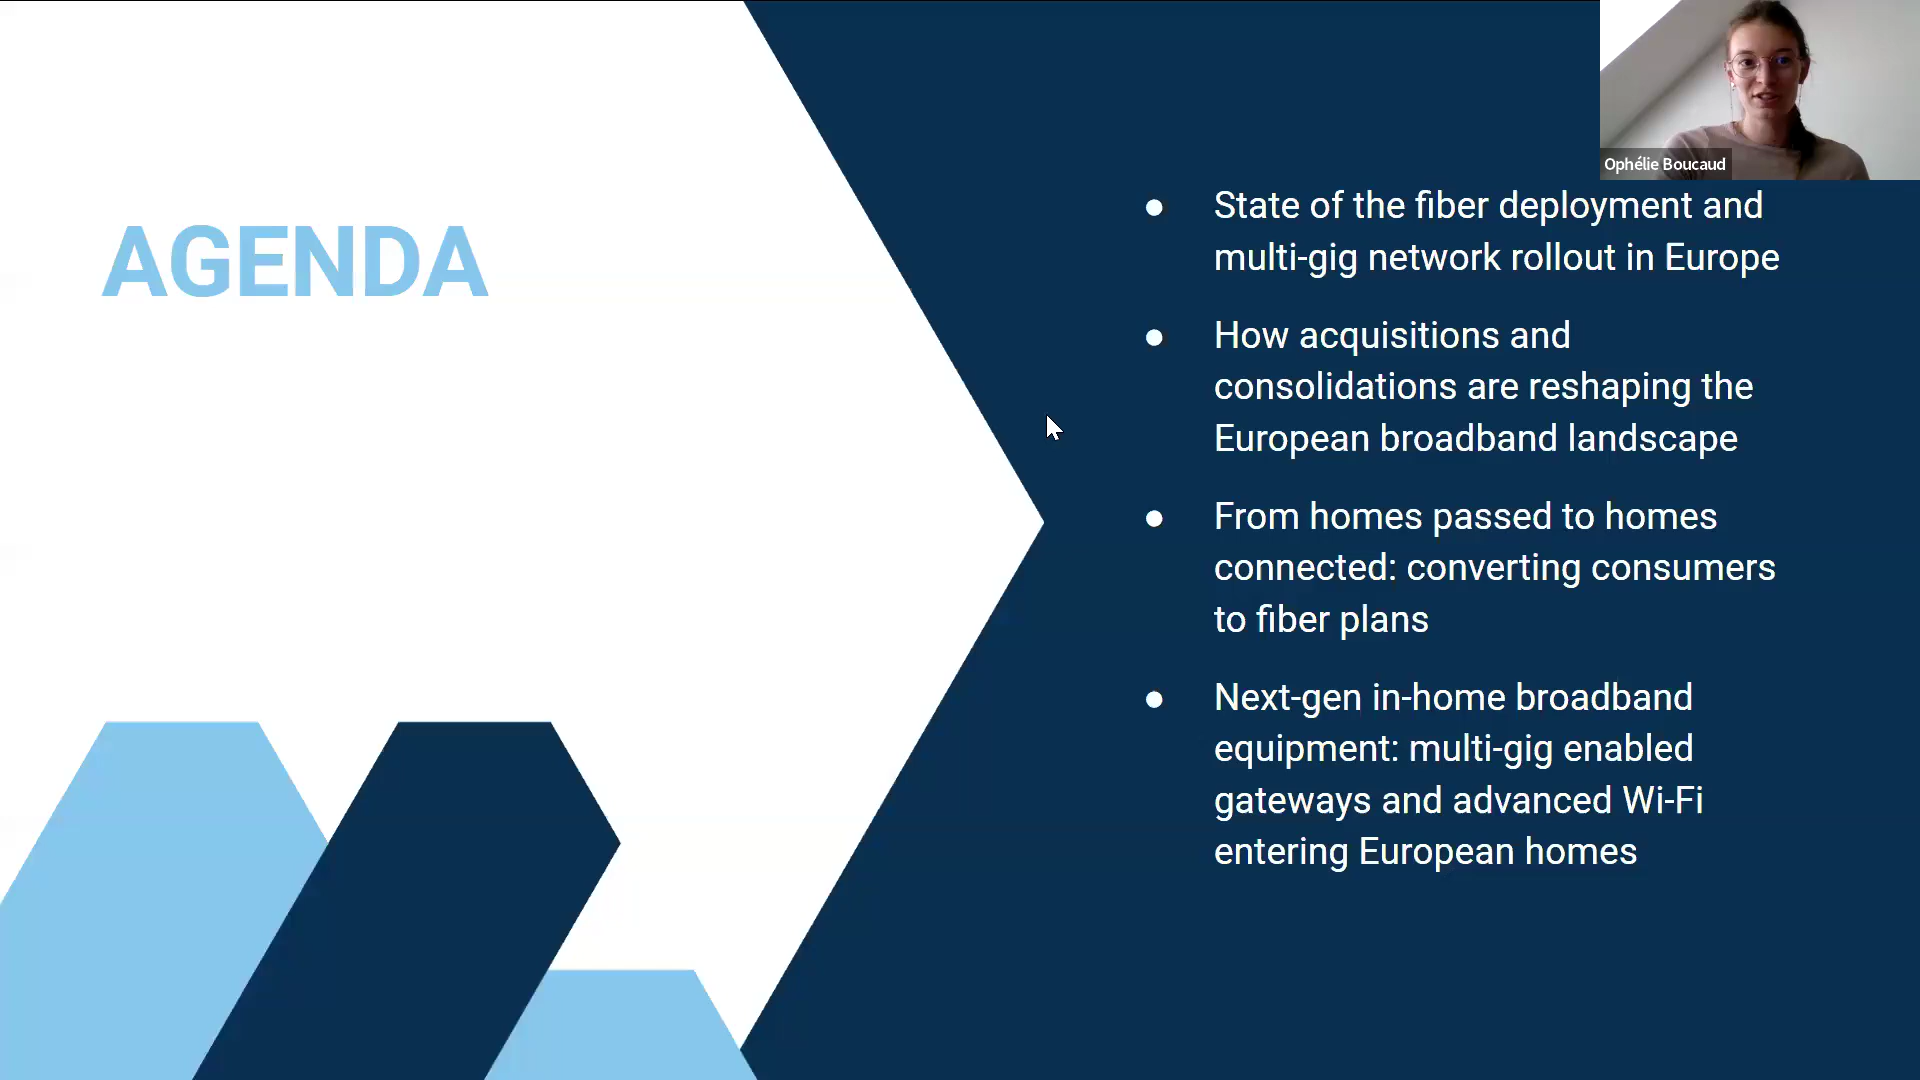 Ophélie Boucaud
AGENDA
● State of the fiber deployment and
multi-gig network rollout in Europe
● How acquisitions and
consolidations are reshaping the
European broadband landscape
● From homes passed to homes
connected: converting consumers
to fiber plans
● Next-gen in-home broadband
equipment: multi-gig enabled
gateways and advanced Wi-Fi
entering European homes